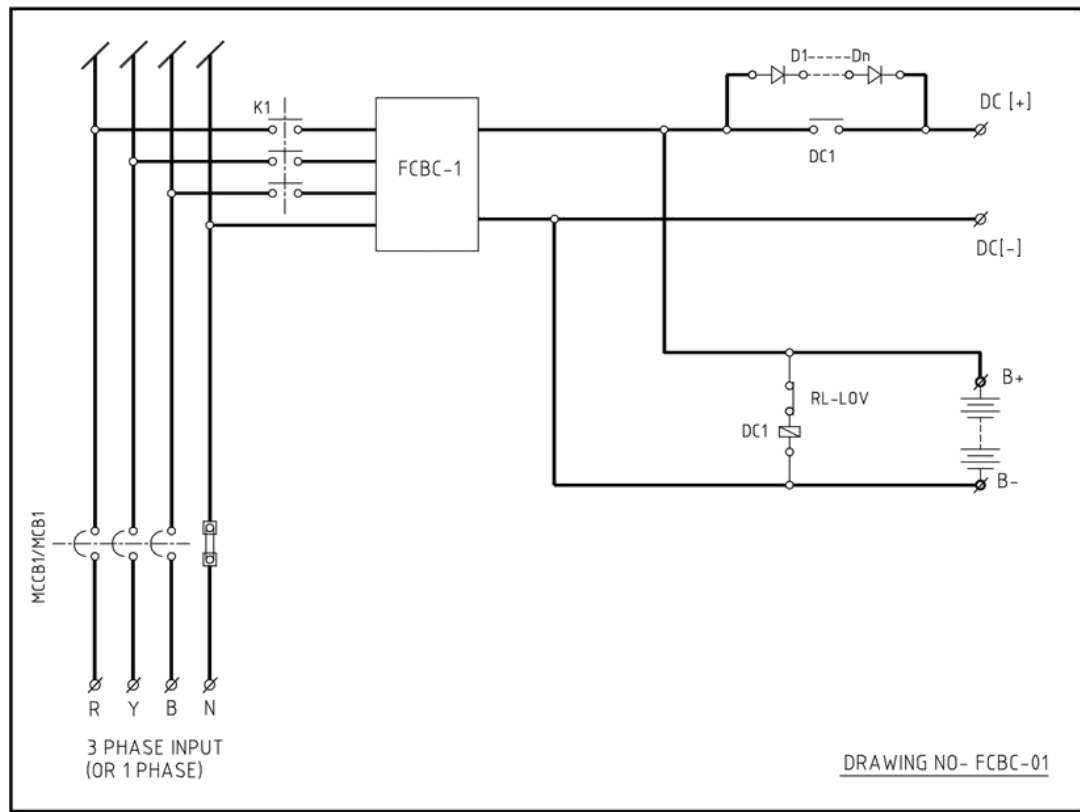 D1-----Dn
K1
DC [+]
FCBC-1
DC1
DC[-]
B+
RL-LOV
DC1
B-
MCCB1/MCB1
R Y B N
3 PHASE INPUT
(OR 1 PHASE)
DRAWING NO- FCBC-01